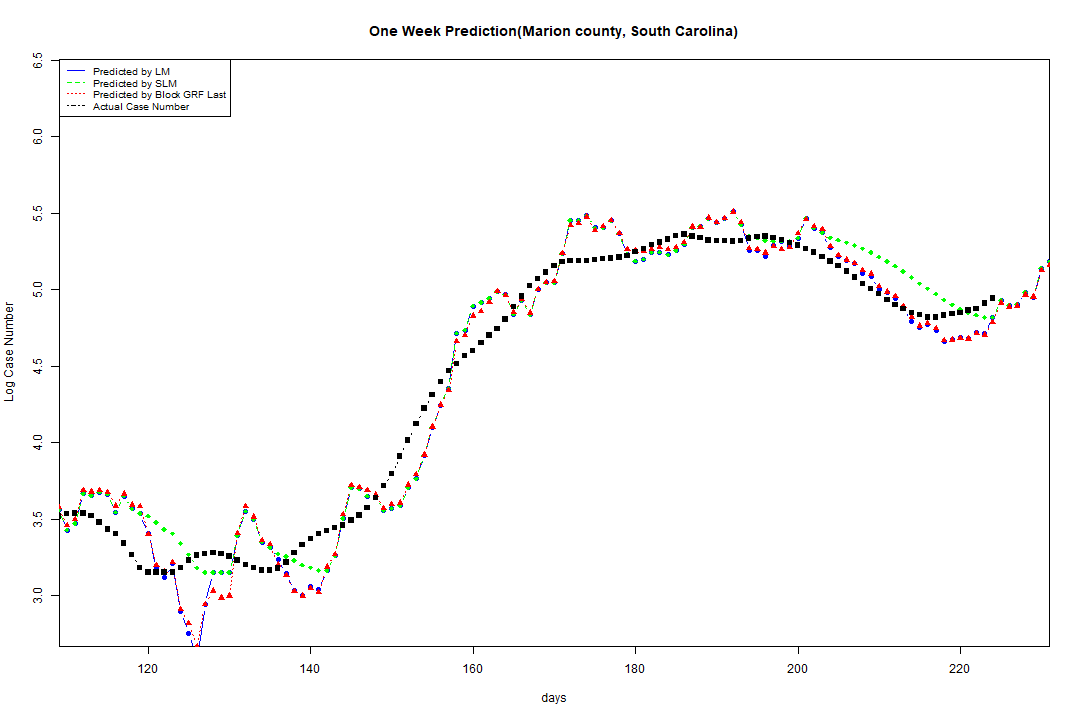 One Week Prediction(Marion county, South Carolina)
Predicted by LM
Predicted by SLM
Predicted by Block GRF Last
Actual Case Number
6.5
6.0
5.5
5.0
4.5
4.0
3.5
3.0
Log Case Number
120 140 160 180 200 220
days